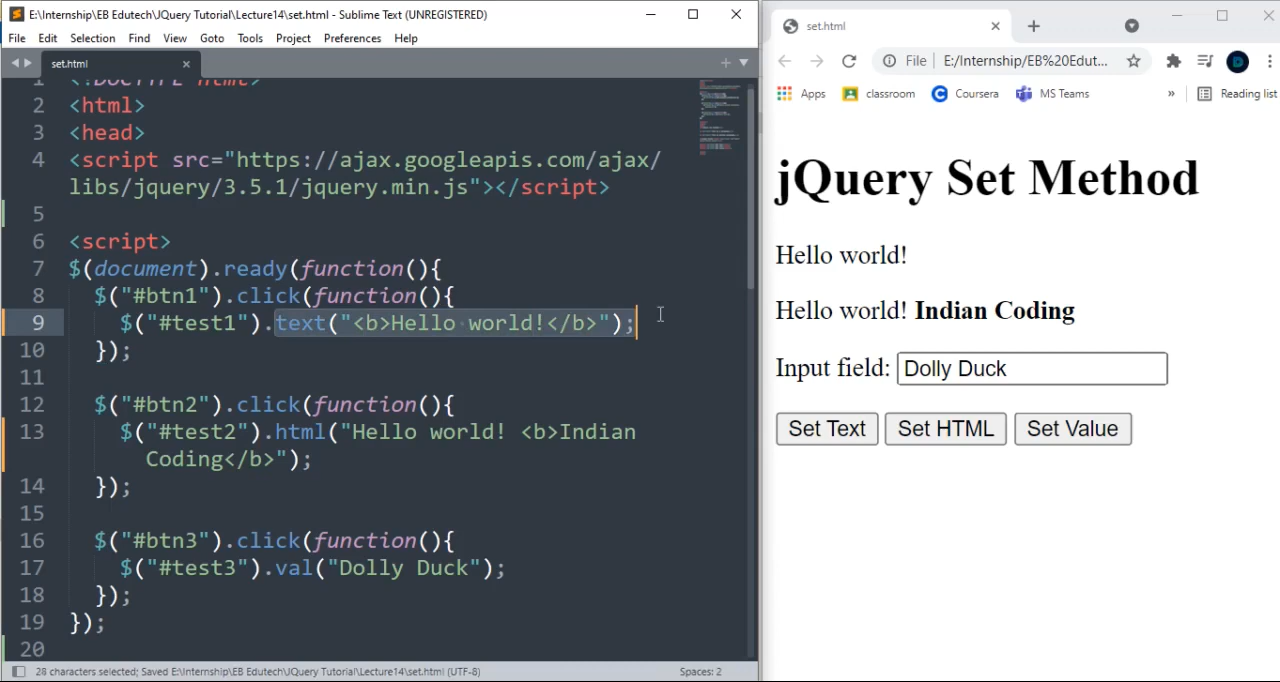 E:\Internship\EB Edutech\JQuery Tutorial\Lecture14\set.html - Sublime Text (UNREGISTERED)
File Edit Selection Find View Goto Tools Project Preferences Help
set.html
1 <!DOCTYPE html>
2 <html>
3 <head>
4 <script src="https://ajax.googleapis.com/ajax/
libs/jquery/3.5.1/jquery.min.js"></script>
5
6 <script>
7 $(document).ready(function(){
8 $("#btn1").click(function(){
9 $("#test1").text("<b>Hello world!</b>");
10 });
11
12 $("#btn2").click(function(){
13 $("#test2").html("Hello world! <b>Indian
Coding</b>");
14 });
15
16 $("#btn3").click(function(){
17 $("#test3").val("Dolly Duck");
18 });
19 });
20
28 characters selected; Saved E:\Internship\EB Edutech\JQuery Tutorial\Lecture14\set.html (UTF-8) Spaces: 2
set.html
File E:/Internship/EB%20Edut...
D
Apps classroom Coursera MS Teams » Reading list
jQuery Set Method
Hello world!
Hello world! Indian Coding
Input field: Dolly Duck
Set Text Set HTML Set Value